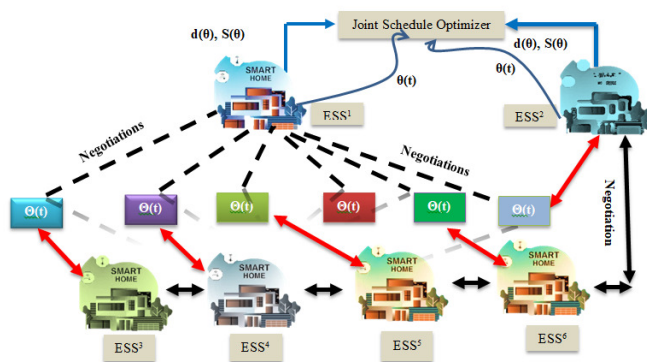 Joint Schedule Optimizer
d(θ), S(θ)
d(θ), S(θ)
θ(t)
θ(t)
SMART
HOME
ESS¹
ESS²
Negotiations
Negotiations
Negotiation
Θ(t)
Θ(t)
Θ(t)
Θ(t)
Θ(t)
Θ(t)
SMART
HOME
SMART
HOME
SMART
HOME
SMART
HOME
ESS³
ESS⁴
ESS⁵
ESS⁶